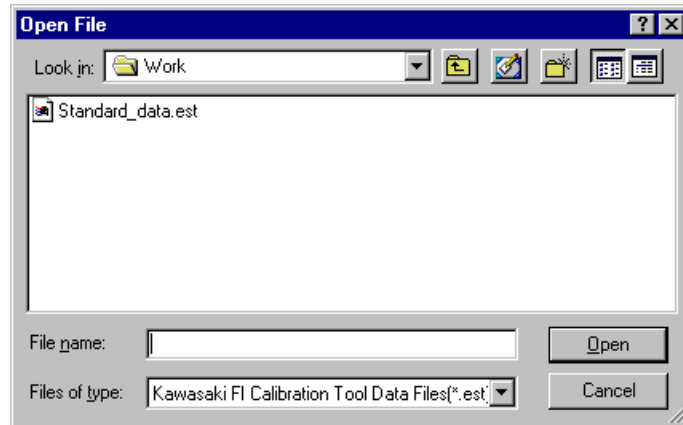 Open File
Look in: Work
Standard_data.est
File name:
Open
Files of type: Kawasaki FI Calibration Tool Data Files(*.est)
Cancel